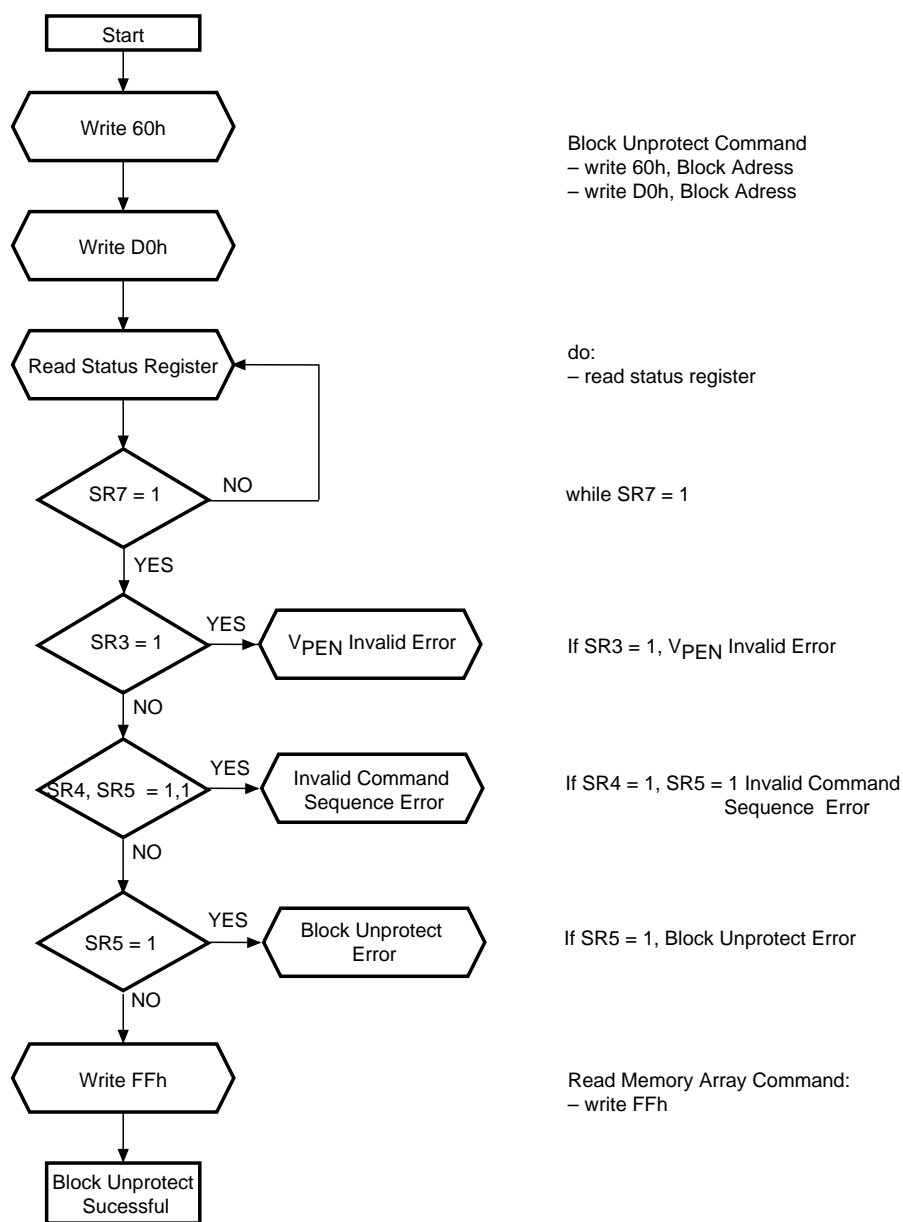 Start
Write 60h
Block Unprotect Command
– write 60h, Block Adress
– write D0h, Block Adress
Write D0h
Read Status Register
do:
– read status register
SR7 = 1
NO
while SR7 = 1
YES
SR3 = 1
YES
VPEN Invalid Error
If SR3 = 1, VPEN Invalid Error
NO
SR4, SR5 = 1,1
YES
Invalid Command
Sequence Error
If SR4 = 1, SR5 = 1 Invalid Command
Sequence Error
NO
SR5 = 1
YES
Block Unprotect
Error
If SR5 = 1, Block Unprotect Error
NO
Write FFh
Read Memory Array Command:
– write FFh
Block Unprotect
Sucessful